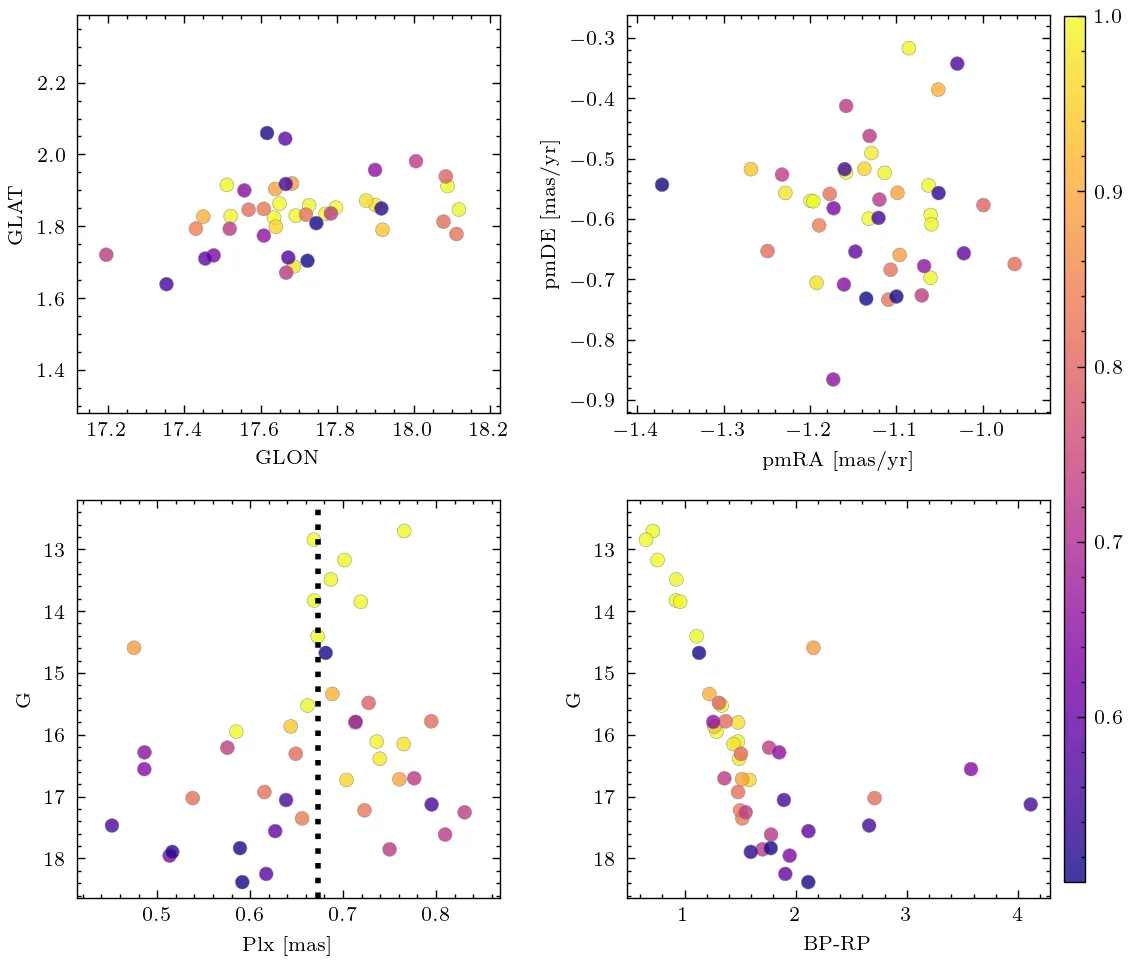 2.2
2.0
1.8
1.6
1.4
GLAT
17.2 17.4 17.6 17.8 18.0 18.2
GLON
−0.3
−0.4
−0.5
−0.6
−0.7
−0.8
−0.9
pmDE [mas/yr]
−1.4 −1.3 −1.2 −1.1 −1.0
pmRA [mas/yr]
1.0
0.9
0.8
0.7
0.6
13
14
15
16
17
18
G
0.5 0.6 0.7 0.8
Plx [mas]
13
14
15
16
17
18
G
1 2 3 4
BP-RP